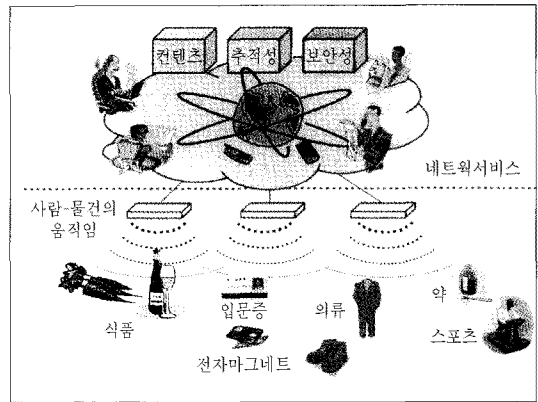 컨텐츠
추적성
보안성
네트웍서비스
사람-물건의
움직임
식품
입문증
의류
약
스포츠
전자마그네트